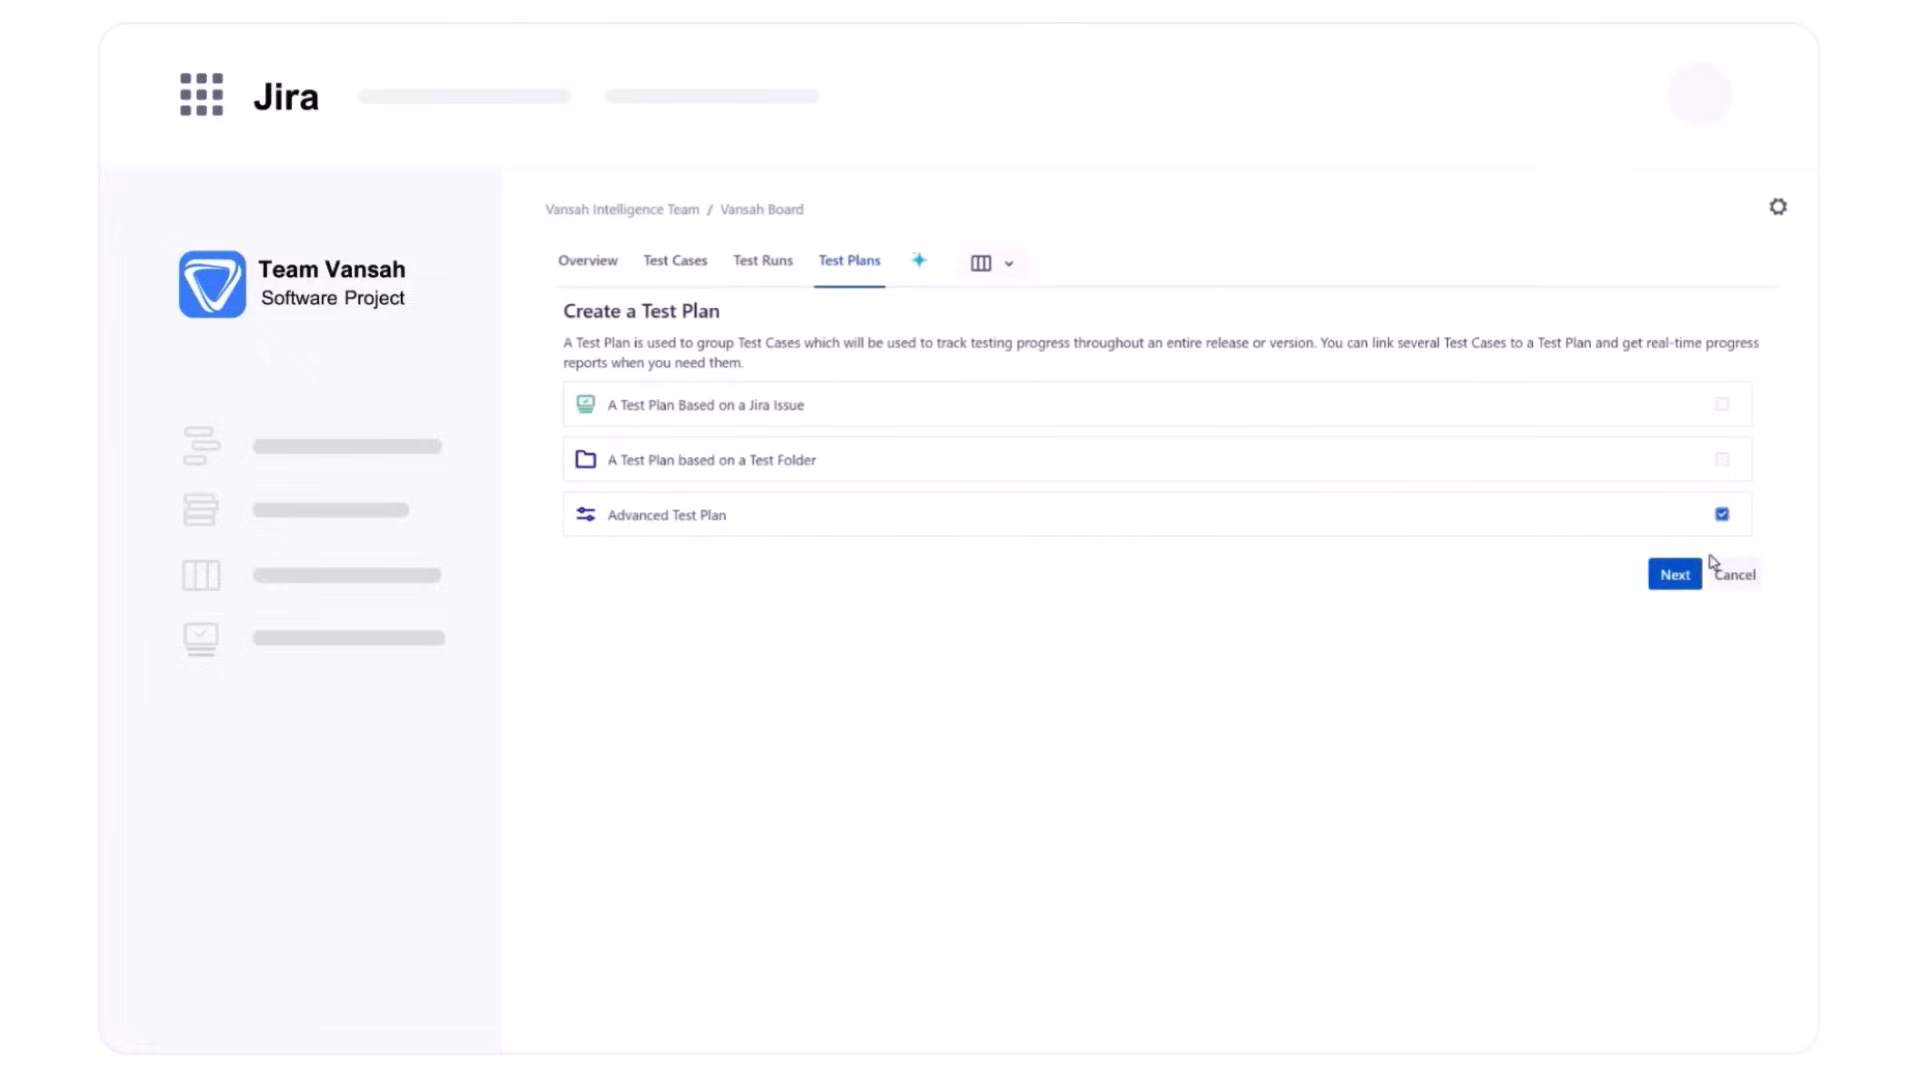 Jira
Vansah Intelligence Team / Vansah Board
Team Vansah
Software Project
Overview Test Cases Test Runs Test Plans
Create a Test Plan
A Test Plan is used to group Test Cases which will be used to track testing progress throughout an entire release or version. You can link several Test Cases to a Test Plan and get real-time progress
reports when you need them.
A Test Plan Based on a Jira Issue
A Test Plan based on a Test Folder
Advanced Test Plan
Next Cancel